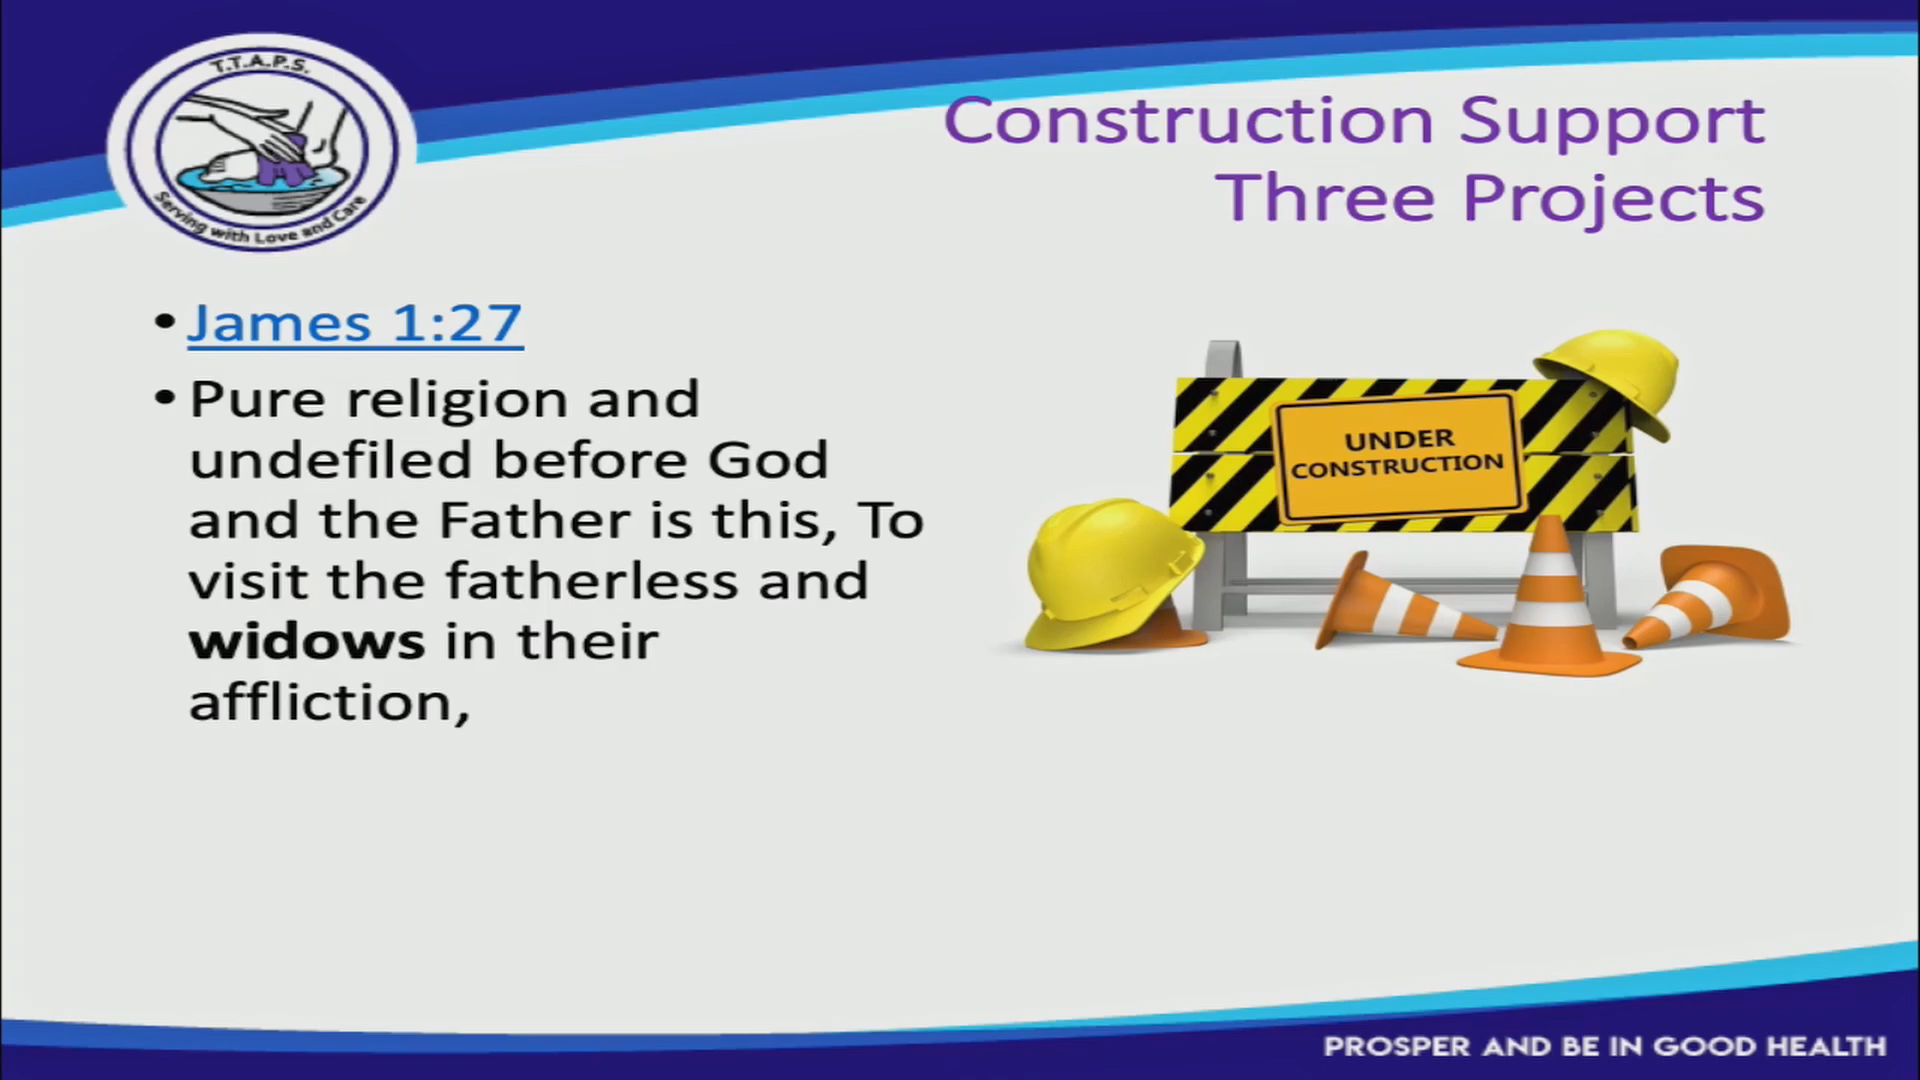 T.T.A.P.S.
Serving with Love and Care
Construction Support
Three Projects
• James 1:27
• Pure religion and
undefiled before God
and the Father is this, To
visit the fatherless and
widows in their
affliction,
UNDER
CONSTRUCTION
PROSPER AND BE IN GOOD HEALTH